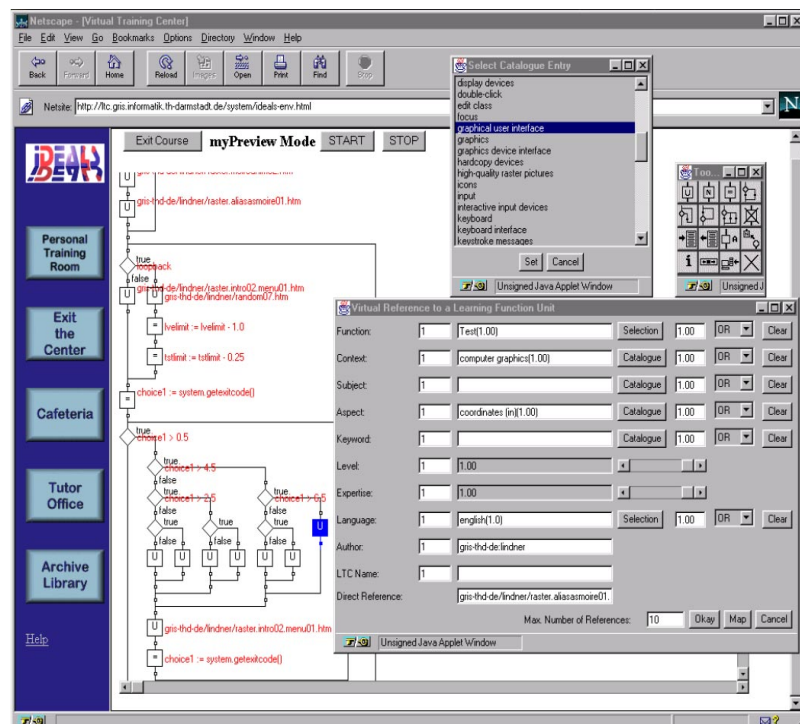 Netscape - [Virtual Training Center]
File Edit View Go Bookmarks Options Directory Window Help
Back Forward Home Reload Images Open Print Find Stop
Netsite: http://ltc.gris.informatik.th-darmstadt.de/system/ideals-env.html
N
IDEALS
Personal
Training
Room
Exit
the
Center
Cafeteria
Tutor
Office
Archive
Library
Help
Exit Course myPreview Mode START STOP
U
U gris-thd-de/lindner/raster.aliasasmoire01.htm
true
loopback
false
gris-thd-de/lindner/raster.intro02.menu01.htm
U U gris-thd-de/lindner/random07.htm
= lvelimit := lvelimit - 1.0
= tstlimit := tstlimit - 0.25
= choice1 := system.getexitcode()
true
choice1 > 0.5
true
choice1 > 4.5
false
true true
choice1 > 2.5 choice1 > 6.5
false false U
true true true
false false
U U U U U U
U gris-thd-de/lindner/raster.intro02.menu01.htm
= choice1 := system.getexitcode()
Select Catalogue Entry
display devices
double-click
edit class
focus
graphical user interface
graphics
graphics device interface
hardcopy devices
high-quality raster pictures
icons
input
interactive input devices
keyboard
keyboard interface
keystroke messages
Set Cancel
Unsigned Java Applet Window
Too...
U N =
A
i
Unsigned J
Virtual Reference to a Learning Function Unit
Function: 1 Test(1.00) Selection 1.00 OR Clear
Context: 1 computer graphics(1.00) Catalogue 1.00 OR Clear
Subject: 1 Catalogue 1.00 OR Clear
Aspect: 1 coordinates (in)(1.00) Catalogue 1.00 OR Clear
Keyword: 1 Catalogue 1.00 OR Clear
Level: 1 1.00
Expertise: 1 1.00
Language: 1 english(1.0) Selection 1.00 OR Clear
Author: 1 gris-thd-de:lindner
LTC Name: 1
Direct Reference: gris-thd-de/lindner/raster.aliasasmoire01.
Max. Number of References: 10 Okay Map Cancel
Unsigned Java Applet Window